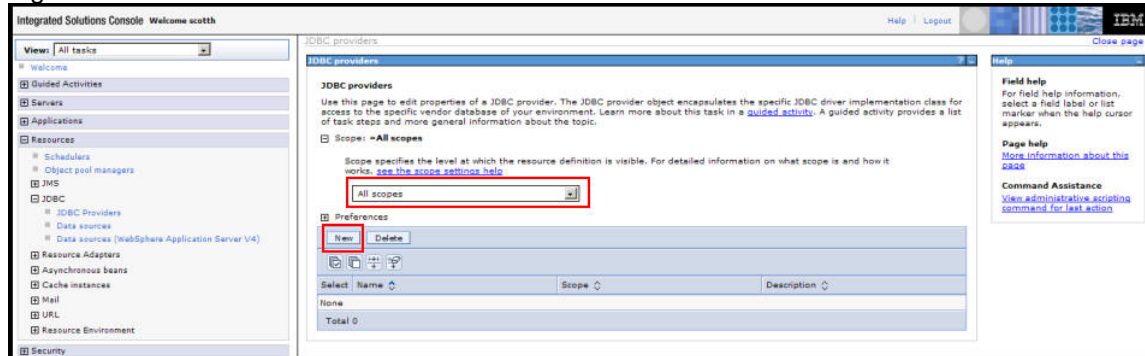 Integrated Solutions Console Welcome scotth
Help | Logout
IBM
View: All tasks
Welcome
Guided Activities
Servers
Applications
Resources
Schedulers
Object pool managers
JMS
JDBC
JDBC Providers
Data sources
Data sources (WebSphere Application Server V4)
Resource Adapters
Asynchronous beans
Cache instances
Mail
URL
Resource Environment
Security
JDBC providers
Close page
JDBC providers
JDBC providers
Use this page to edit properties of a JDBC provider. The JDBC provider object encapsulates the specific JDBC driver implementation class for
access to the specific vendor database of your environment. Learn more about this task in a guided activity. A guided activity provides a list
of task steps and more general information about the topic.
Scope: =All scopes
Scope specifies the level at which the resource definition is visible. For detailed information on what scope is and how it
works, see the scope settings help
All scopes
Preferences
New Delete
Select Name Scope Description
None
Total 0
Help
Field help
For field help information,
select a field label or list
marker when the help cursor
appears.
Page help
More information about this
page
Command Assistance
View administrative scripting
command for last action